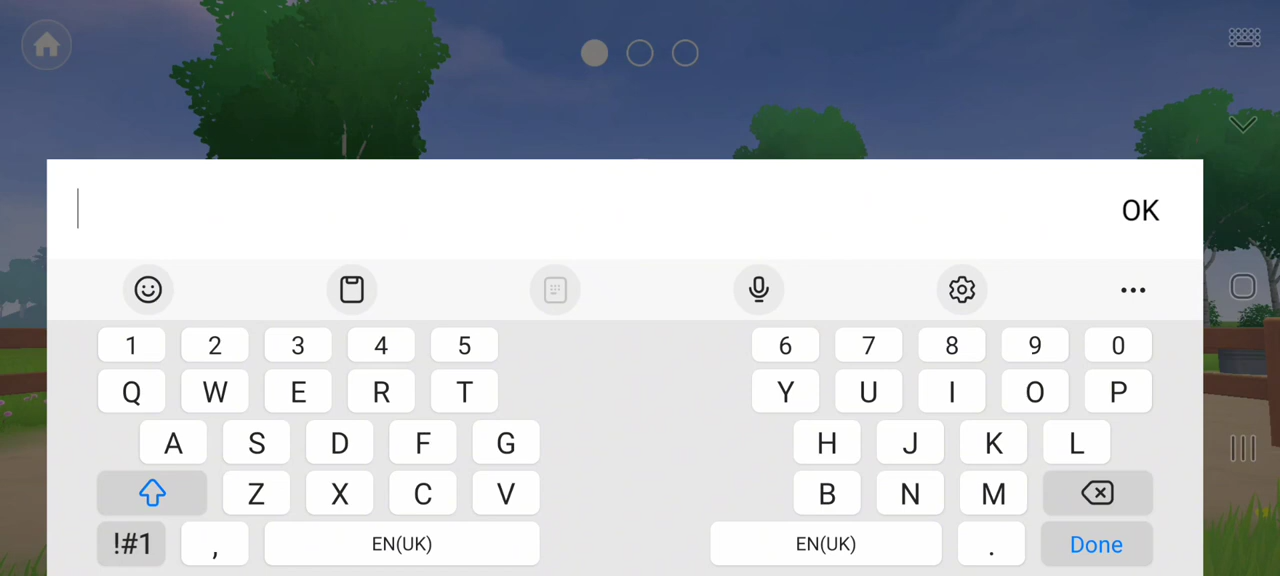 OK
1 2 3 4 5 6 7 8 9 0
Q W E R T Y U I O P
A S D F G H J K L
Z X C V B N M
!#1 , EN(UK) EN(UK) . Done